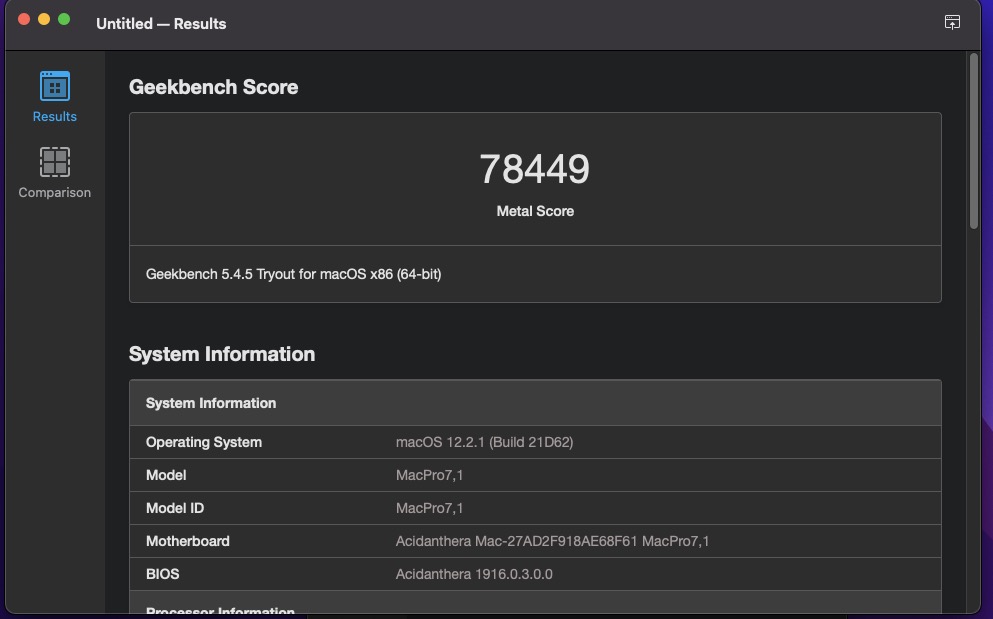 Untitled — Results
Results
Comparison
Geekbench Score
78449
Metal Score
Geekbench 5.4.5 Tryout for macOS x86 (64-bit)
System Information
System Information
Operating System macOS 12.2.1 (Build 21D62)
Model MacPro7,1
Model ID MacPro7,1
Motherboard Acidanthera Mac-27AD2F918AE68F61 MacPro7,1
BIOS Acidanthera 1916.0.3.0.0
Processor Information